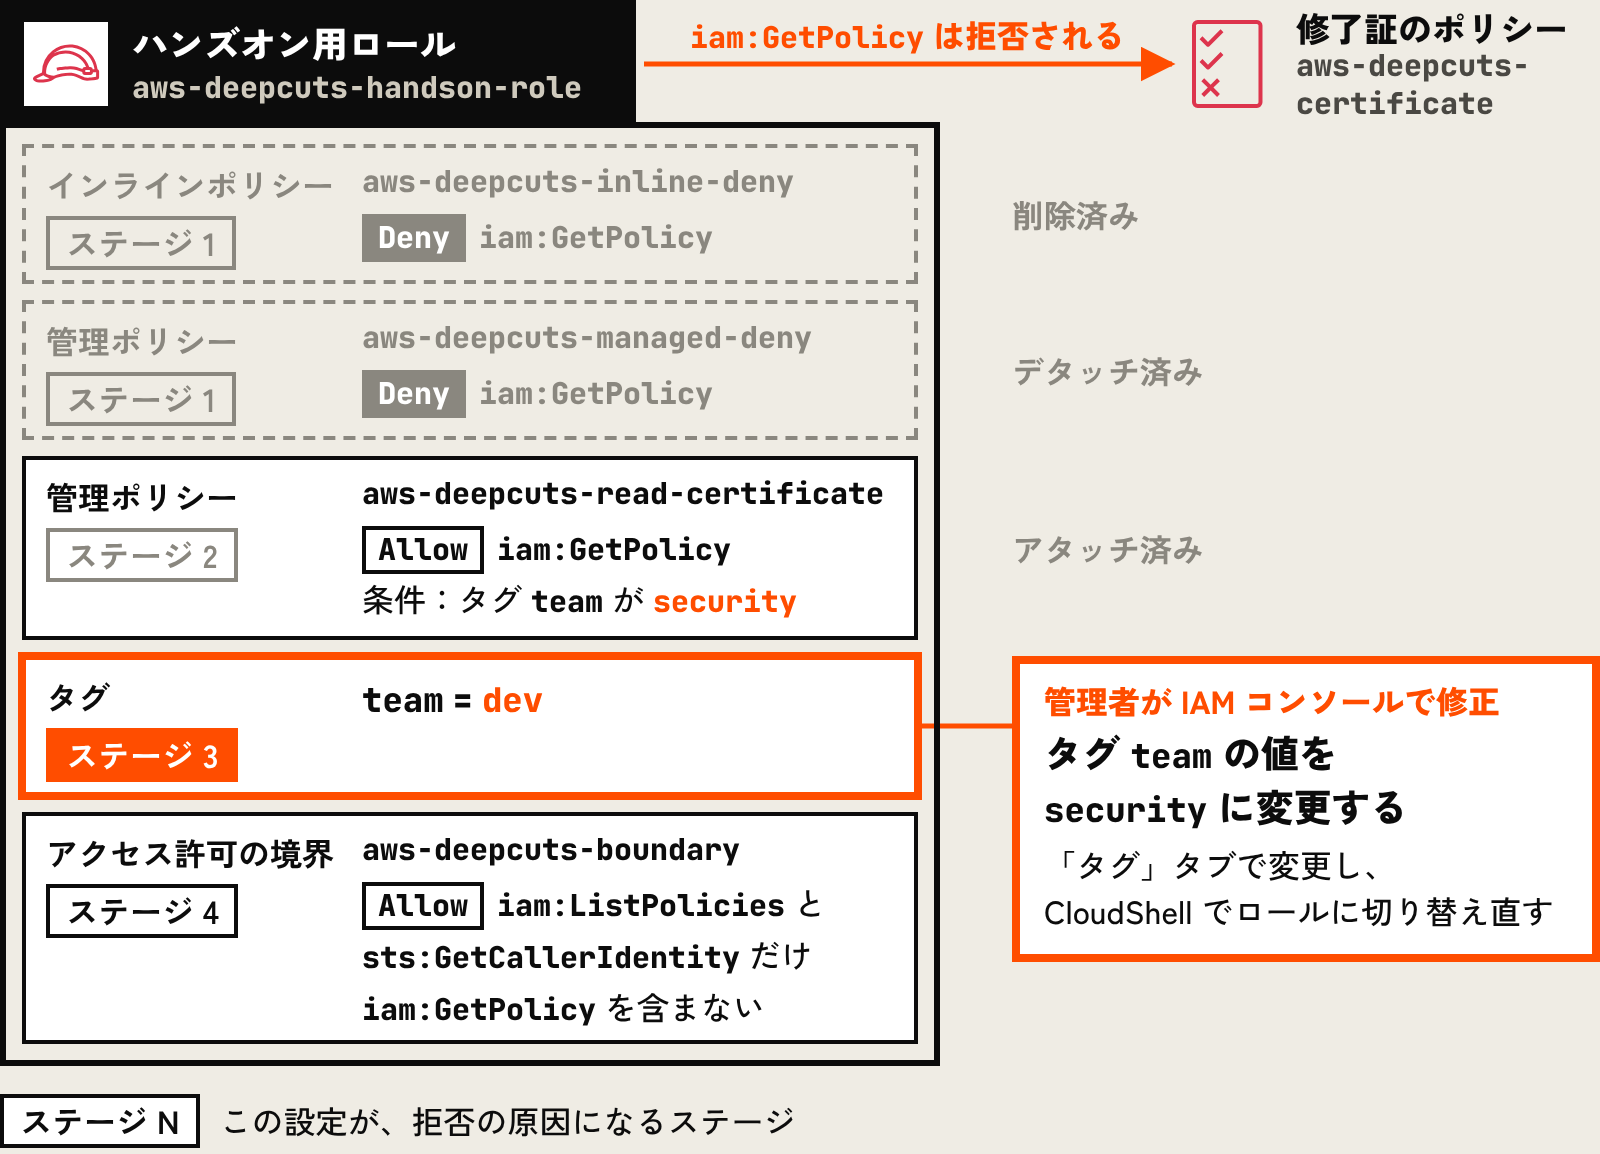 ハンズオン用ロール
aws-deepcuts-handson-role
iam:GetPolicy は拒否される
修了証のポリシー
aws-deepcuts-
certificate
インラインポリシー
aws-deepcuts-inline-deny
ステージ 1
Deny iam:GetPolicy
削除済み
管理ポリシー
aws-deepcuts-managed-deny
ステージ 1
Deny iam:GetPolicy
デタッチ済み
管理ポリシー
aws-deepcuts-read-certificate
ステージ 2
Allow iam:GetPolicy
条件：タグ team が security
アタッチ済み
タグ
team = dev
ステージ 3
管理者が IAM コンソールで修正
タグ team の値を
security に変更する
「タグ」タブで変更し、
CloudShell でロールに切り替え直す
アクセス許可の境界
aws-deepcuts-boundary
ステージ 4
Allow iam:ListPolicies と
sts:GetCallerIdentity だけ
iam:GetPolicy を含まない
ステージ N
この設定が、拒否の原因になるステージ